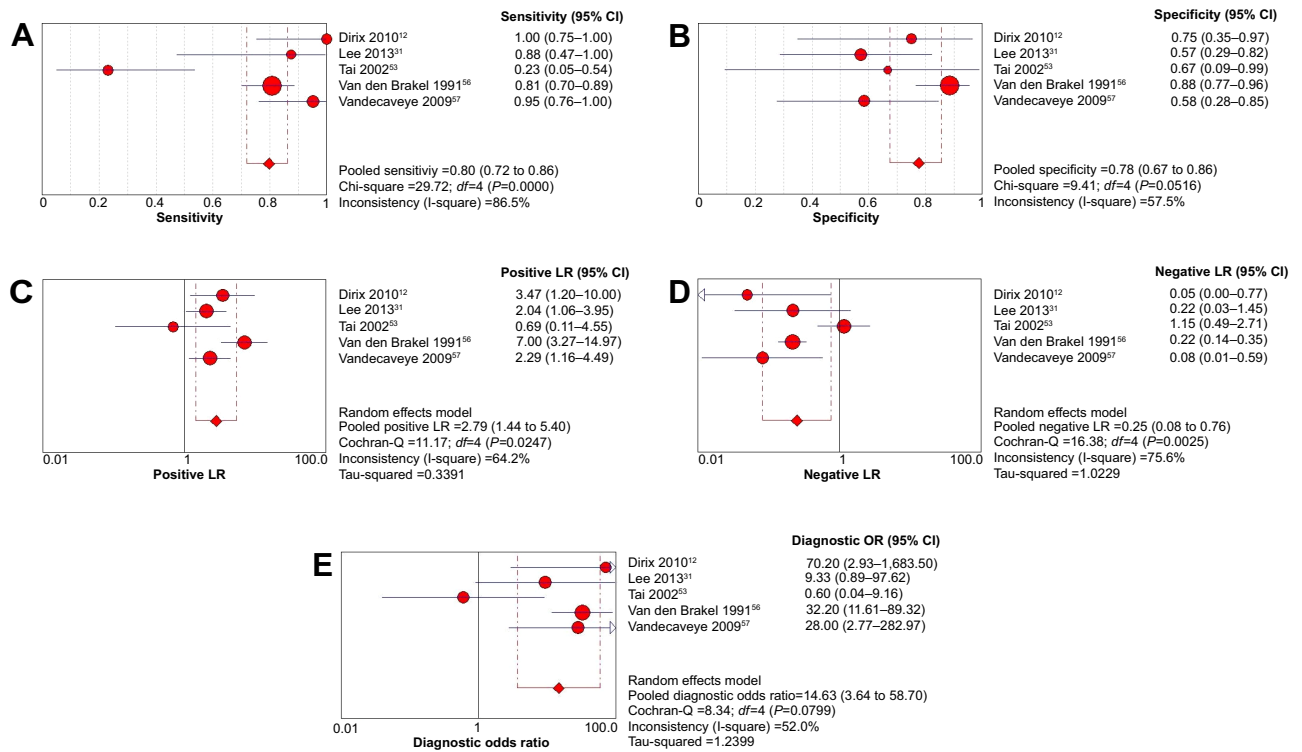 A
Sensitivity (95% CI)
Dirix 2010¹² 1.00 (0.75–1.00)
Lee 2013³¹ 0.88 (0.47–1.00)
Tai 2002⁵³ 0.23 (0.05–0.54)
Van den Brakel 1991⁵⁶ 0.81 (0.70–0.89)
Vandecaveye 2009⁵⁷ 0.95 (0.76–1.00)
Pooled sensitiviy =0.80 (0.72 to 0.86)
Chi-square =29.72; df=4 (P=0.0000)
Inconsistency (I-square) =86.5%
0 0.2 0.4 0.6 0.8 1
Sensitivity
B
Specificity (95% CI)
Dirix 2010¹² 0.75 (0.35–0.97)
Lee 2013³¹ 0.57 (0.29–0.82)
Tai 2002⁵³ 0.67 (0.09–0.99)
Van den Brakel 1991⁵⁶ 0.88 (0.77–0.96)
Vandecaveye 2009⁵⁷ 0.58 (0.28–0.85)
Pooled specificity =0.78 (0.67 to 0.86)
Chi-square =9.41; df=4 (P=0.0516)
Inconsistency (I-square) =57.5%
0 0.2 0.4 0.6 0.8 1
Specificity
C
Positive LR (95% CI)
Dirix 2010¹² 3.47 (1.20–10.00)
Lee 2013³¹ 2.04 (1.06–3.95)
Tai 2002⁵³ 0.69 (0.11–4.55)
Van den Brakel 1991⁵⁶ 7.00 (3.27–14.97)
Vandecaveye 2009⁵⁷ 2.29 (1.16–4.49)
Random effects model
Pooled positive LR =2.79 (1.44 to 5.40)
Cochran-Q =11.17; df=4 (P=0.0247)
Inconsistency (I-square) =64.2%
Tau-squared =0.3391
0.01 1 100.0
Positive LR
D
Negative LR (95% CI)
Dirix 2010¹² 0.05 (0.00–0.77)
Lee 2013³¹ 0.22 (0.03–1.45)
Tai 2002⁵³ 1.15 (0.49–2.71)
Van den Brakel 1991⁵⁶ 0.22 (0.14–0.35)
Vandecaveye 2009⁵⁷ 0.08 (0.01–0.59)
Random effects model
Pooled negative LR =0.25 (0.08 to 0.76)
Cochran-Q =16.38; df=4 (P=0.0025)
Inconsistency (I-square) =75.6%
Tau-squared =1.0229
0.01 1 100.0
Negative LR
E
Diagnostic OR (95% CI)
Dirix 2010¹² 70.20 (2.93–1,683.50)
Lee 2013³¹ 9.33 (0.89–97.62)
Tai 2002⁵³ 0.60 (0.04–9.16)
Van den Brakel 1991⁵⁶ 32.20 (11.61–89.32)
Vandecaveye 2009⁵⁷ 28.00 (2.77–282.97)
Random effects model
Pooled diagnostic odds ratio=14.63 (3.64 to 58.70)
Cochran-Q =8.34; df=4 (P=0.0799)
Inconsistency (I-square) =52.0%
Tau-squared =1.2399
0.01 1 100.0
Diagnostic odds ratio